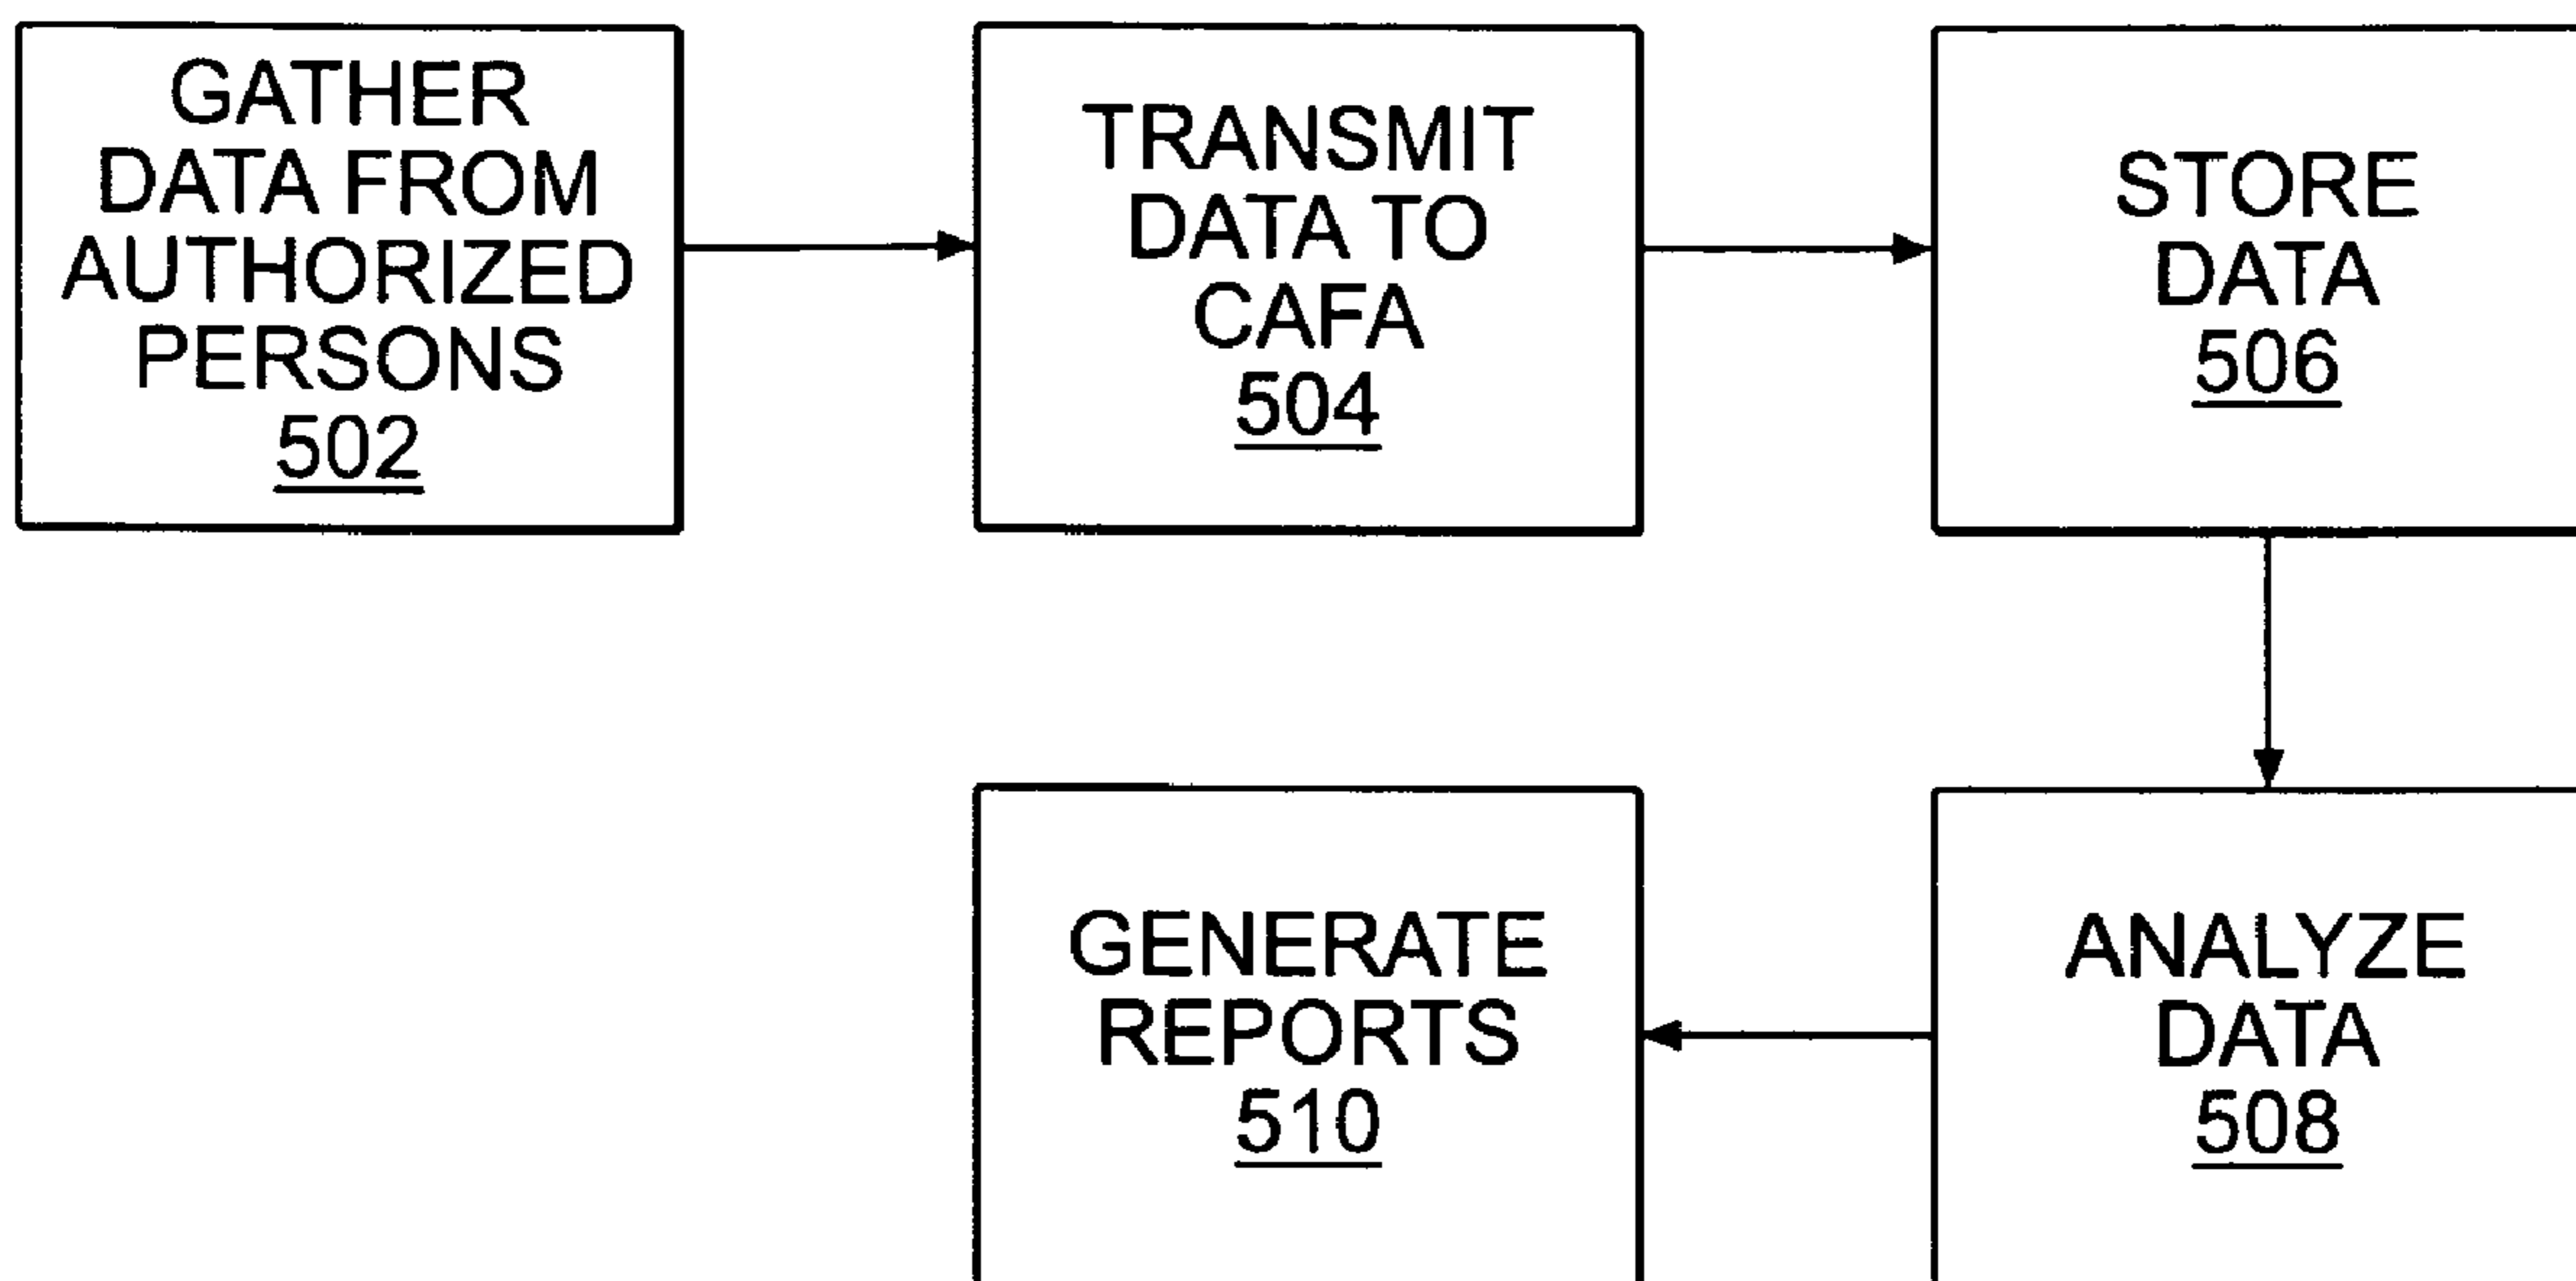 GATHER
DATA FROM
AUTHORIZED
PERSONS
502
TRANSMIT
DATA TO
CAFA
504
STORE
DATA
506
ANALYZE
DATA
508
GENERATE
REPORTS
510